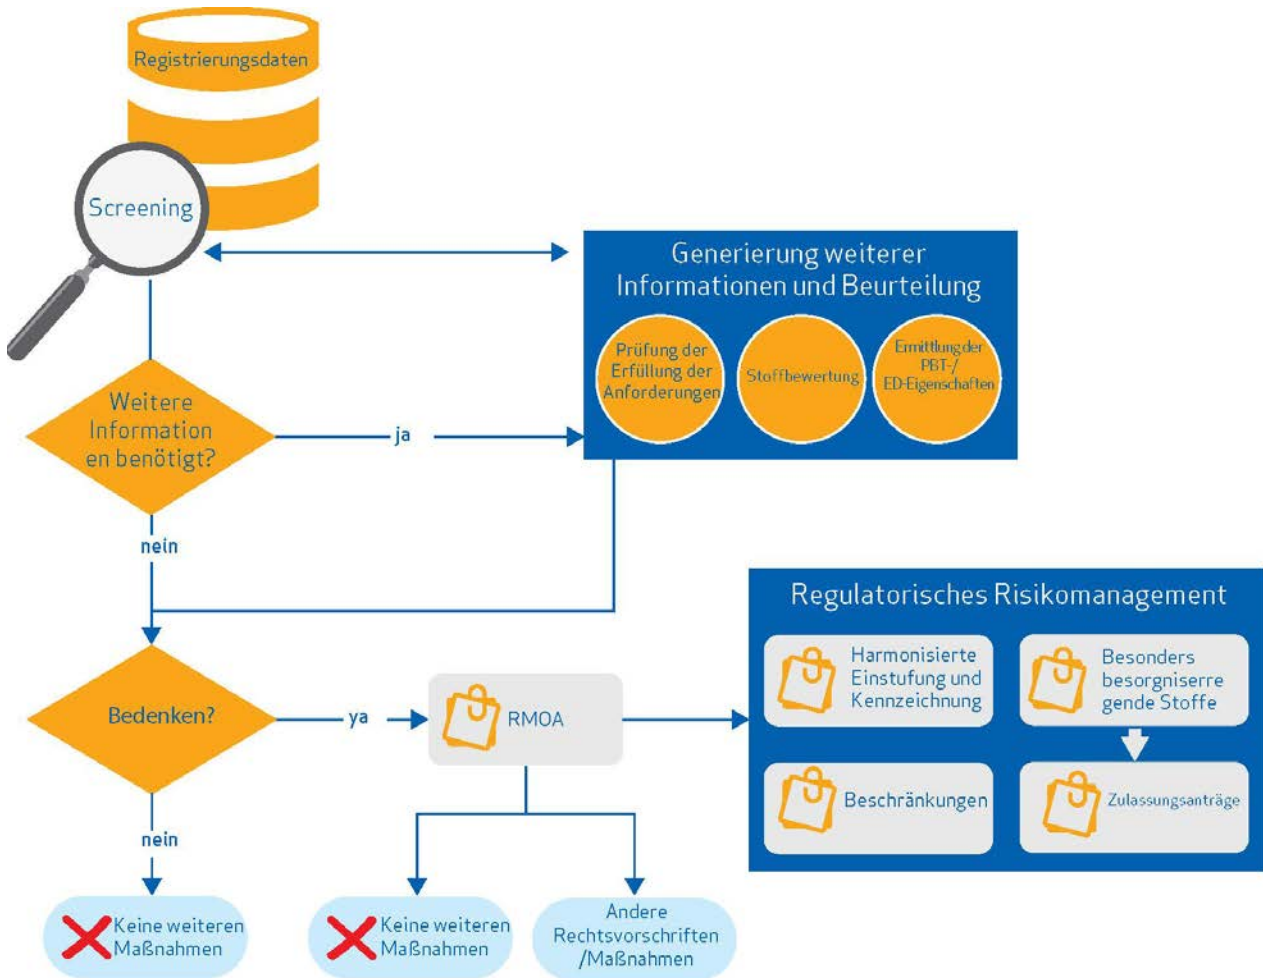 Registrierungsdaten
Screening
Generierung weiterer
Informationen und Beurteilung
Prüfung der
Erfüllung der
Anforderungen
Stoffbewertung
Ermittlung der
PBT-/
ED-Eigenschaften
Weitere
Information
en benötigt?
ja
nein
Regulatorisches Risikomanagement
Harmonisierte
Einstufung und
Kennzeichnung
Besonders
besorgniserre
gende Stoffe
Bedenken?
ya
RMOA
Beschränkungen
Zulassungsanträge
nein
Keine weiteren
Maßnahmen
Keine weiteren
Maßnahmen
Andere
Rechtsvorschriften
/Maßnahmen